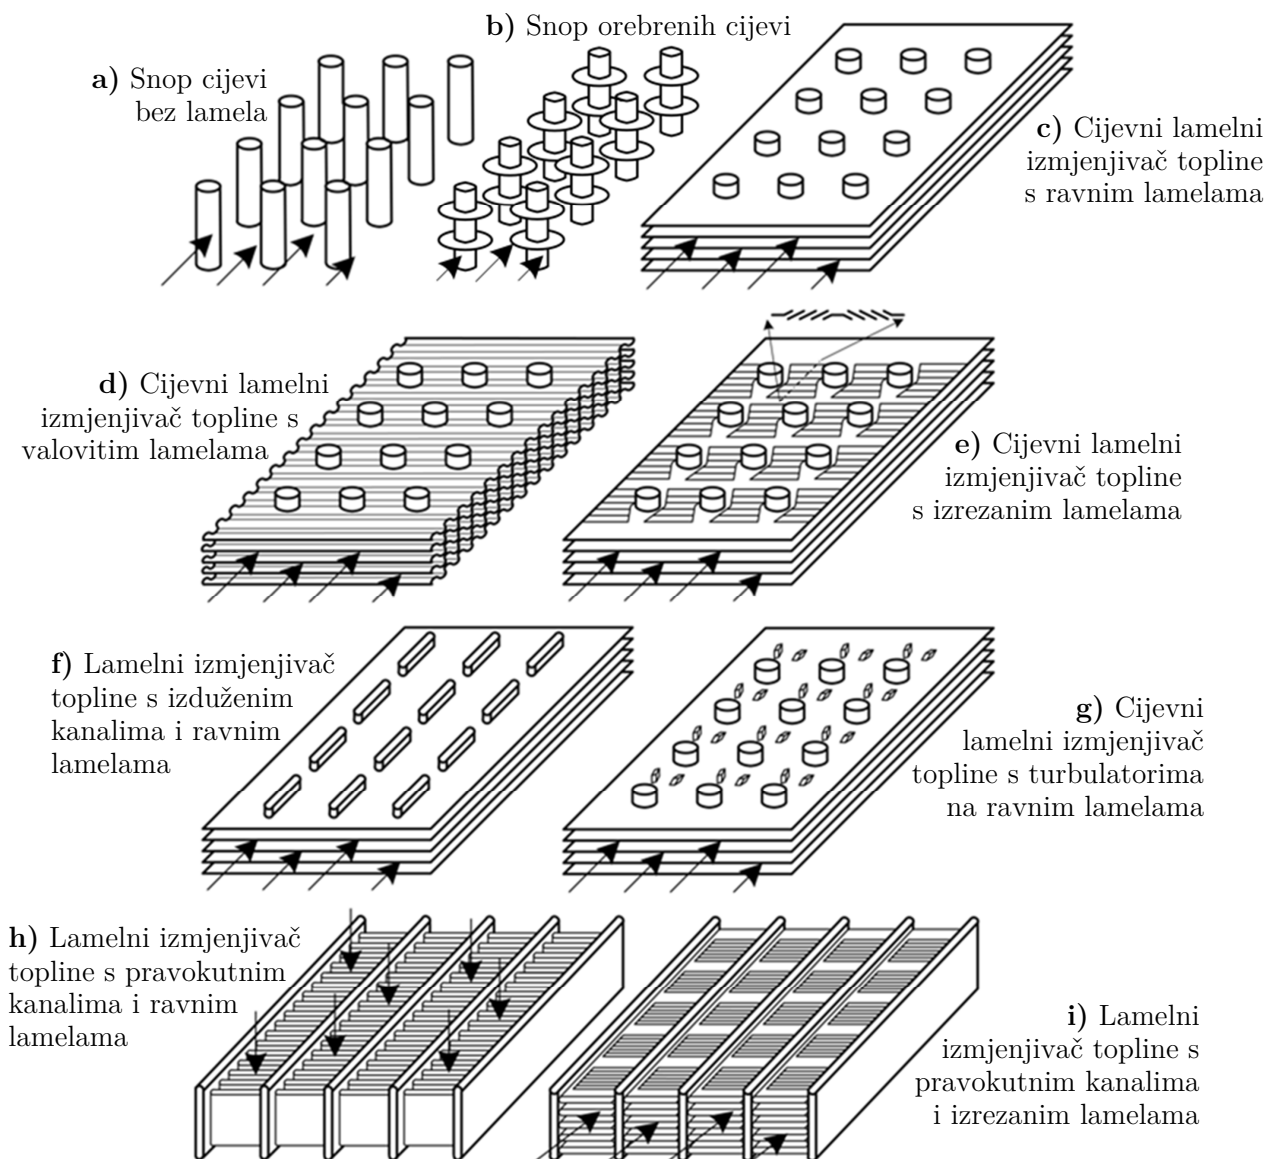 b) Snop orebrenih cijevi
a) Snop cijevi
bez lamela
c) Cijevni lamelni
izmjenjivač topline
s ravnim lamelama
d) Cijevni lamelni
izmjenjivač topline s
valovitim lamelama
e) Cijevni lamelni
izmjenjivač topline
s izrezanim lamelama
f) Lamelni izmjenjivač
topline s izduženim
kanalima i ravnim
lamelama
g) Cijevni
lamelni izmjenjivač
topline s turbulatorima
na ravnim lamelama
h) Lamelni izmjenjivač
topline s pravokutnim
kanalima i ravnim
lamelama
i) Lamelni
izmjenjivač topline s
pravokutnim kanalima
i izrezanim lamelama